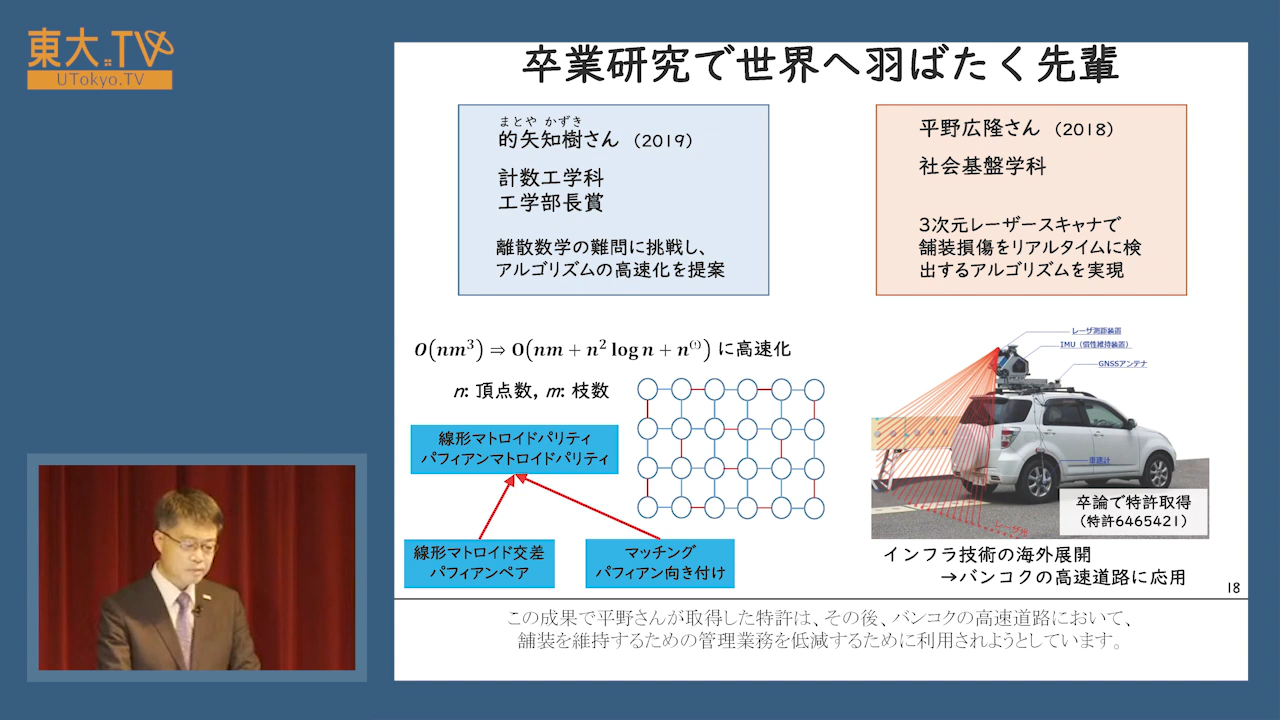 東大.TV
UTokyo.TV
卒業研究で世界へ羽ばたく先輩
まとや かずき
的矢知樹さん (2019)
計数工学科
工学部長賞
離散数学の難問に挑戦し、
アルゴリズムの高速化を提案
平野広隆さん (2018)
社会基盤学科
3次元レーザースキャナで
舗装損傷をリアルタイムに検
出するアルゴリズムを実現
O(nm³) ⇒ O(nm + n² log n + n^ω) に高速化
n: 頂点数, m: 枝数
線形マトロイドパリティ
パフィアンマトロイドパリティ
線形マトロイド交差
パフィアンペア
マッチング
パフィアン向き付け
レーザ測距装置
IMU（慣性維持装置）
GNSSアンテナ
車速計
卒論で特許取得
(特許6465421)
インフラ技術の海外展開
→バンコクの高速道路に応用
18
この成果で平野さんが取得した特許は、その後、バンコクの高速道路において、
舗装を維持するための管理業務を低減するために利用されようとしています。